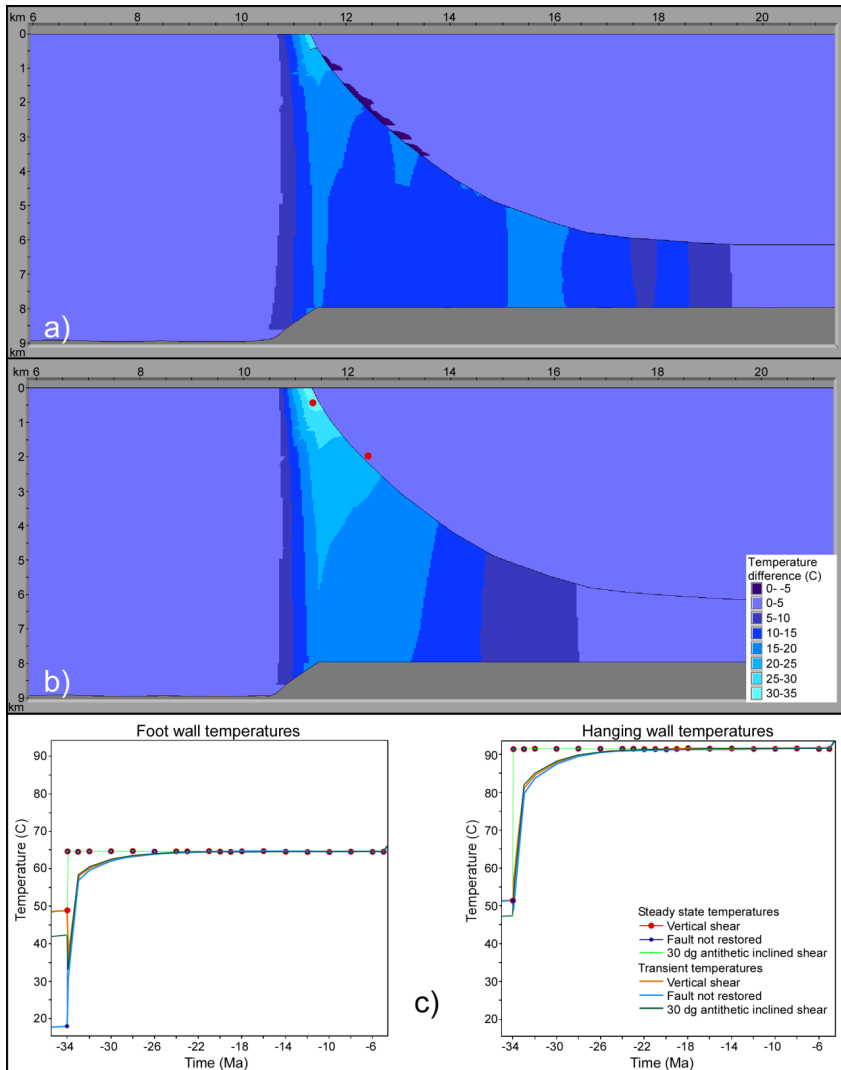 km 6 8 10 12 14 16 18 20
0
1
2
3
4
5
6
7
8
9
km
a)
km 6 8 10 12 14 16 18 20
0
1
2
3
4
5
6
7
8
9
km
b)
Temperature
difference (C)
0- -5
0-5
5-10
10-15
15-20
20-25
25-30
30-35
Foot wall temperatures
Temperature (C)
90
80
70
60
50
40
30
20
-34 -30 -26 -22 -18 -14 -10 -6
Time (Ma)
c)
Hanging wall temperatures
Temperature (C)
90
80
70
60
50
40
30
20
-34 -30 -26 -22 -18 -14 -10 -6
Time (Ma)
Steady state temperatures
Vertical shear
Fault not restored
30 dg antithetic inclined shear
Transient temperatures
Vertical shear
Fault not restored
30 dg antithetic inclined shear